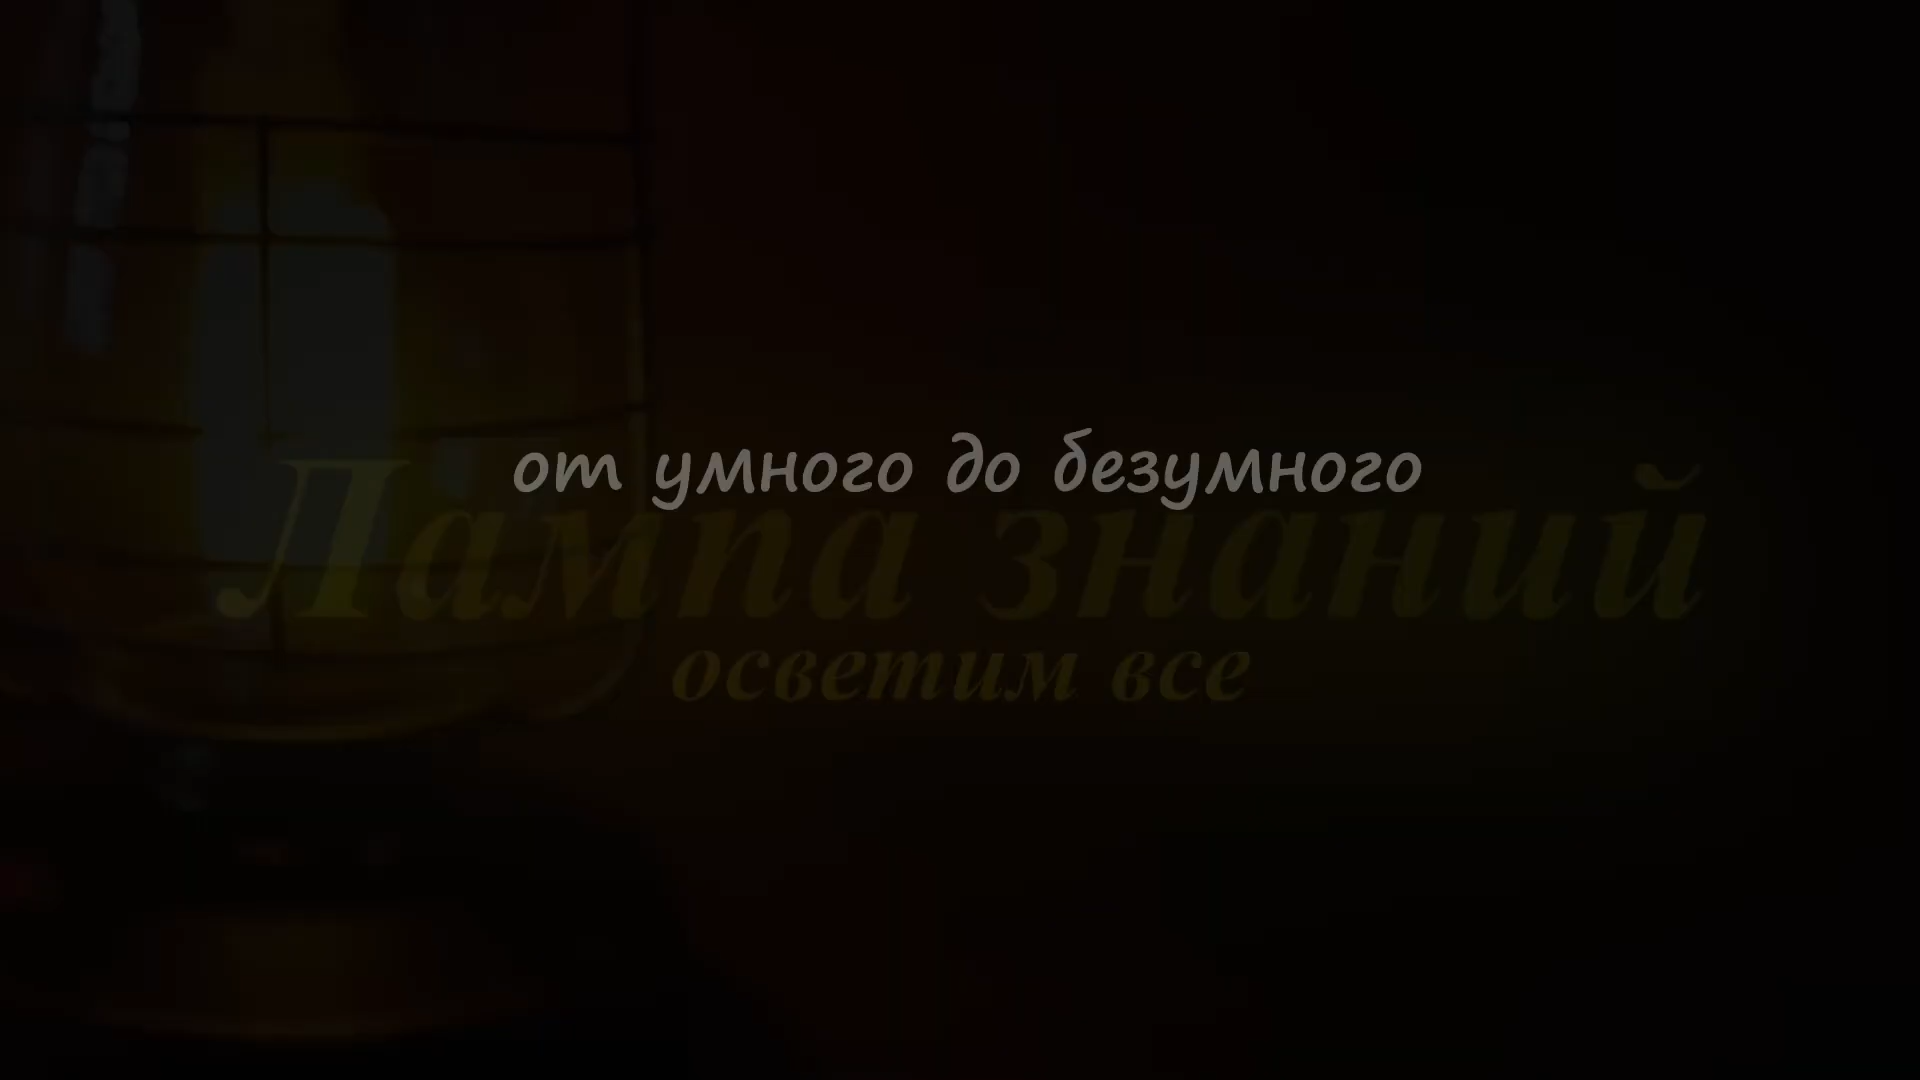 от умного до безумного
Лампа знаний
осветим все